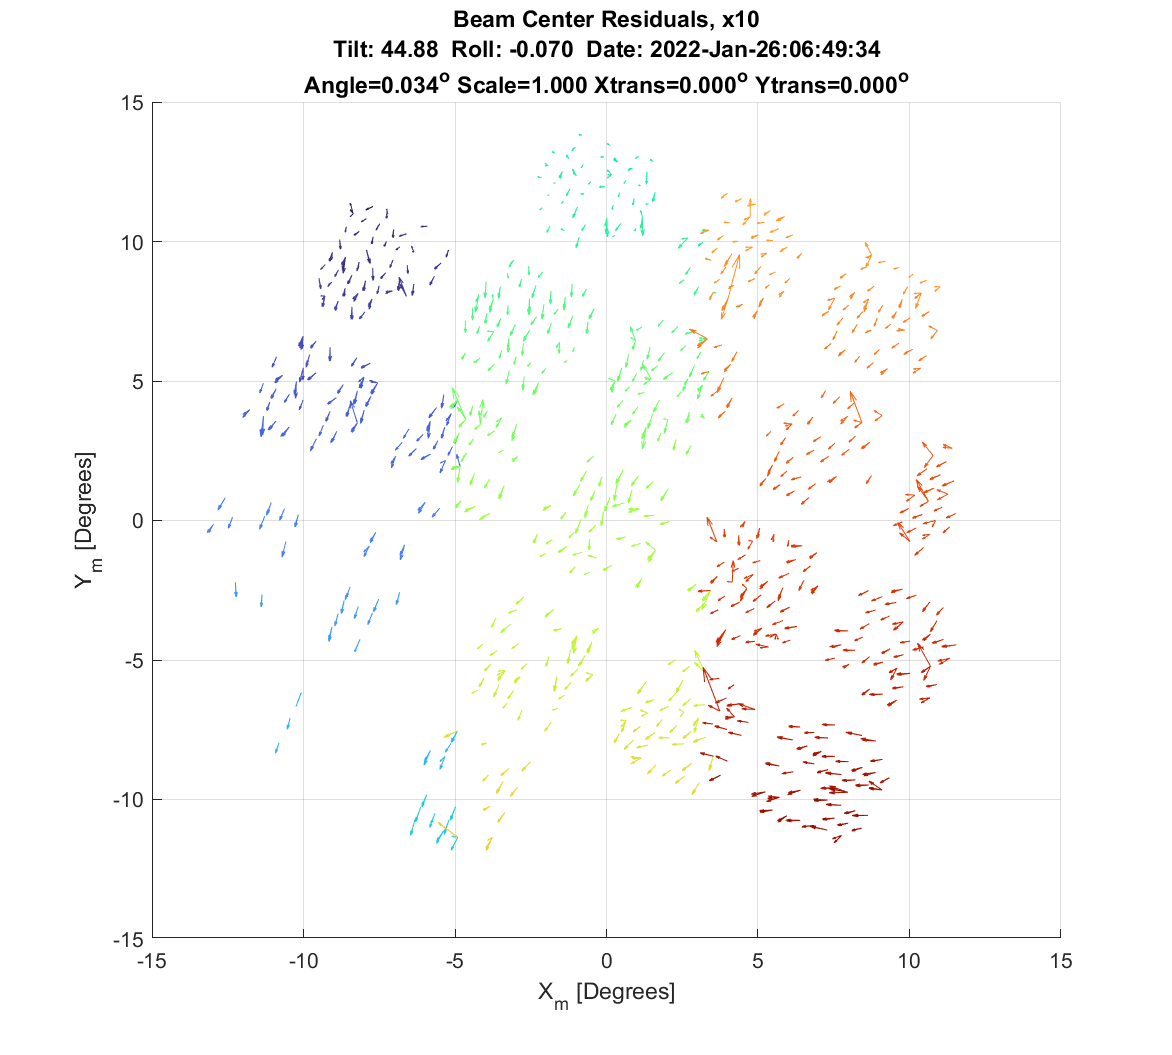 Beam Center Residuals, x10
Tilt: 44.88  Roll: -0.070  Date: 2022-Jan-26:06:49:34
Angle=0.034° Scale=1.000 Xtrans=0.000° Ytrans=0.000°
15
10
5
0
-5
-10
-15
Y_m [Degrees]
-15 -10 -5 0 5 10 15
X_m [Degrees]